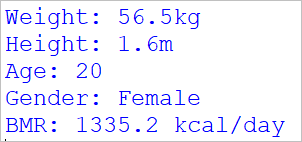 Weight: 56.5kg
Height: 1.6m
Age: 20
Gender: Female
BMR: 1335.2 kcal/day